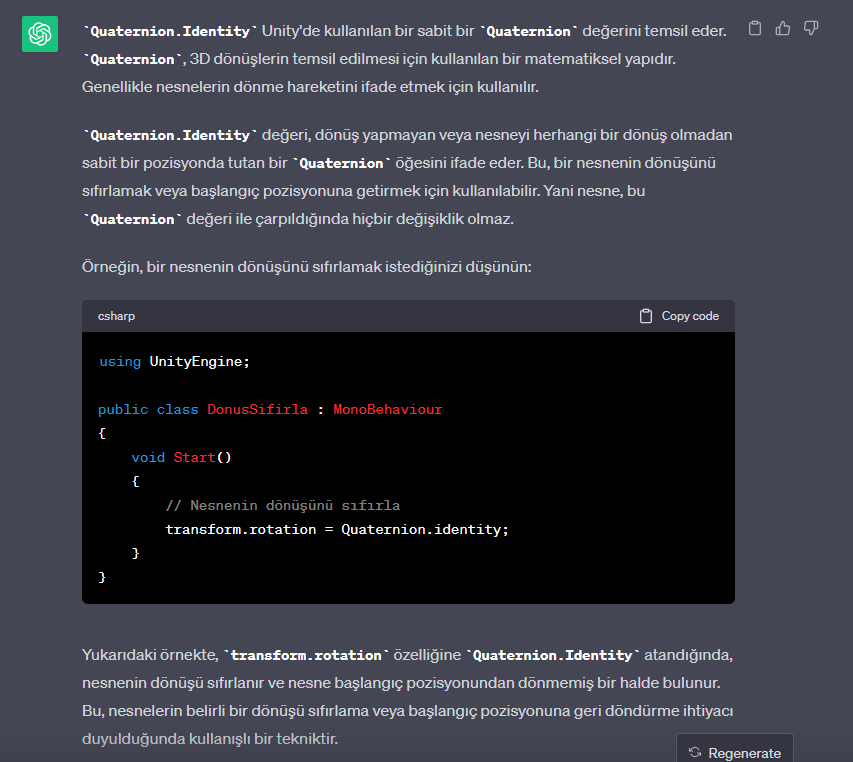 `Quaternion.Identity` Unity'de kullanılan bir sabit bir `Quaternion` değerini temsil eder.
`Quaternion`, 3D dönüşlerin temsil edilmesi için kullanılan bir matematiksel yapıdır.
Genellikle nesnelerin dönme hareketini ifade etmek için kullanılır.
`Quaternion.Identity` değeri, dönüş yapmayan veya nesneyi herhangi bir dönüş olmadan
sabit bir pozisyonda tutan bir `Quaternion` öğesini ifade eder. Bu, bir nesnenin dönüşünü
sıfırlamak veya başlangıç pozisyonuna getirmek için kullanılabilir. Yani nesne, bu
`Quaternion` değeri ile çarpıldığında hiçbir değişiklik olmaz.
Örneğin, bir nesnenin dönüşünü sıfırlamak istediğinizi düşünün:
csharp Copy code
using UnityEngine;
public class DonusSifirla : MonoBehaviour
{
void Start()
{
// Nesnenin dönüşünü sıfırla
transform.rotation = Quaternion.identity;
}
}
Yukarıdaki örnekte, `transform.rotation` özelliğine `Quaternion.Identity` atandığında,
nesnenin dönüşü sıfırlanır ve nesne başlangıç pozisyonundan dönmemiş bir halde bulunur.
Bu, nesnelerin belirli bir dönüşü sıfırlama veya başlangıç pozisyonuna geri döndürme ihtiyacı
duyulduğunda kullanışlı bir tekniktir.
Regenerate